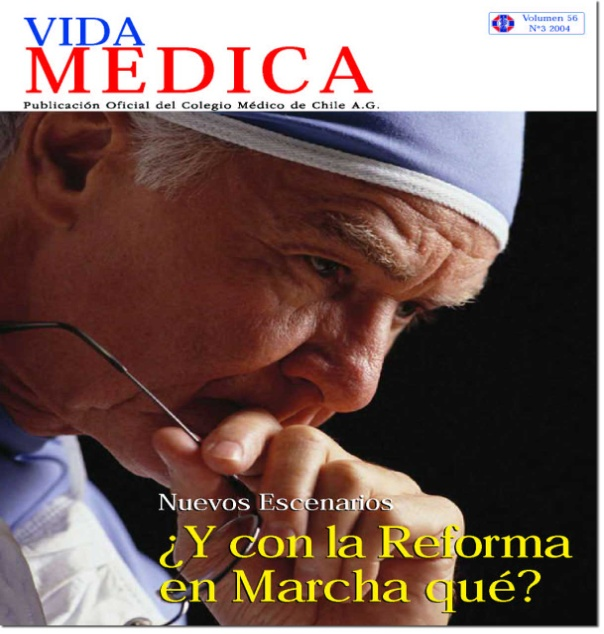 VIDA
MEDICA
Publicación Oficial del Colegio Médico de Chile A.G.
Volumen 56
N°3 2004
Nuevos Escenarios
¿Y con la Reforma
en Marcha qué?